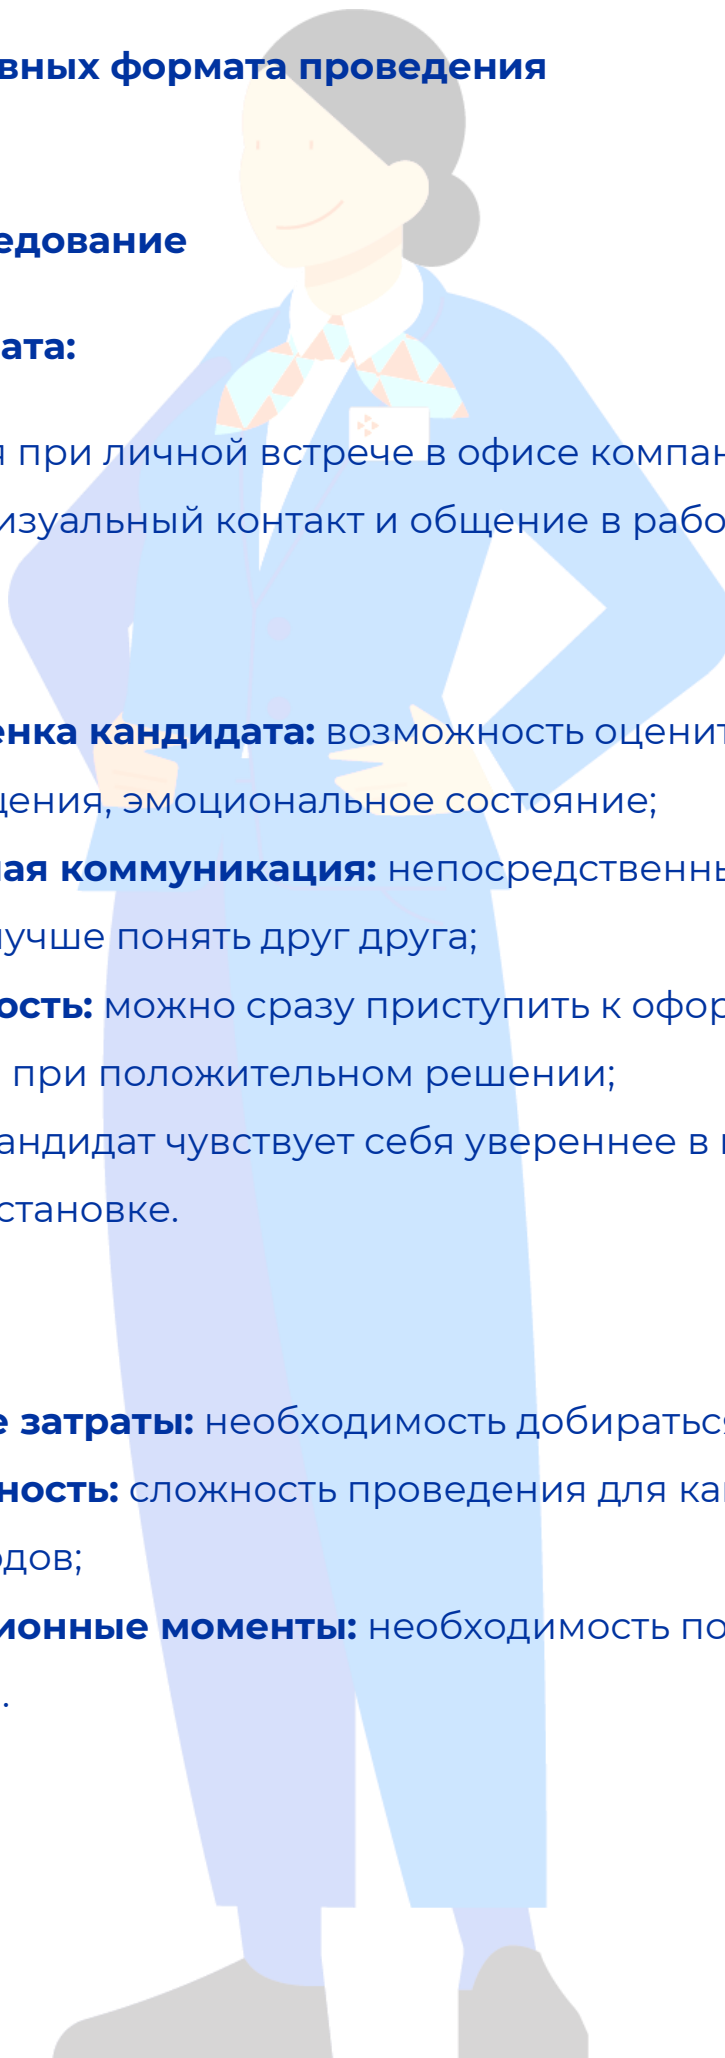 вных формата проведения
едование
ата:
я при личной встрече в офисе компан
изуальный контакт и общение в рабо
енка кандидата: возможность оценит
щения, эмоциональное состояние;
ная коммуникация: непосредственны
лучше понять друг друга;
ость: можно сразу приступить к офор
при положительном решении;
андидат чувствует себя увереннее в
становке.
е затраты: необходимость добираться
ность: сложность проведения для ка
одов;
ионные моменты: необходимость по
.